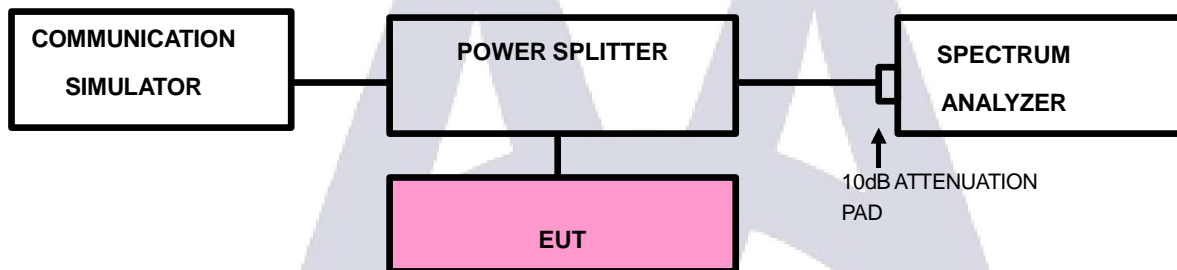 COMMUNICATION
SIMULATOR
POWER SPLITTER
SPECTRUM
ANALYZER
10dB ATTENUATION
PAD
EUT